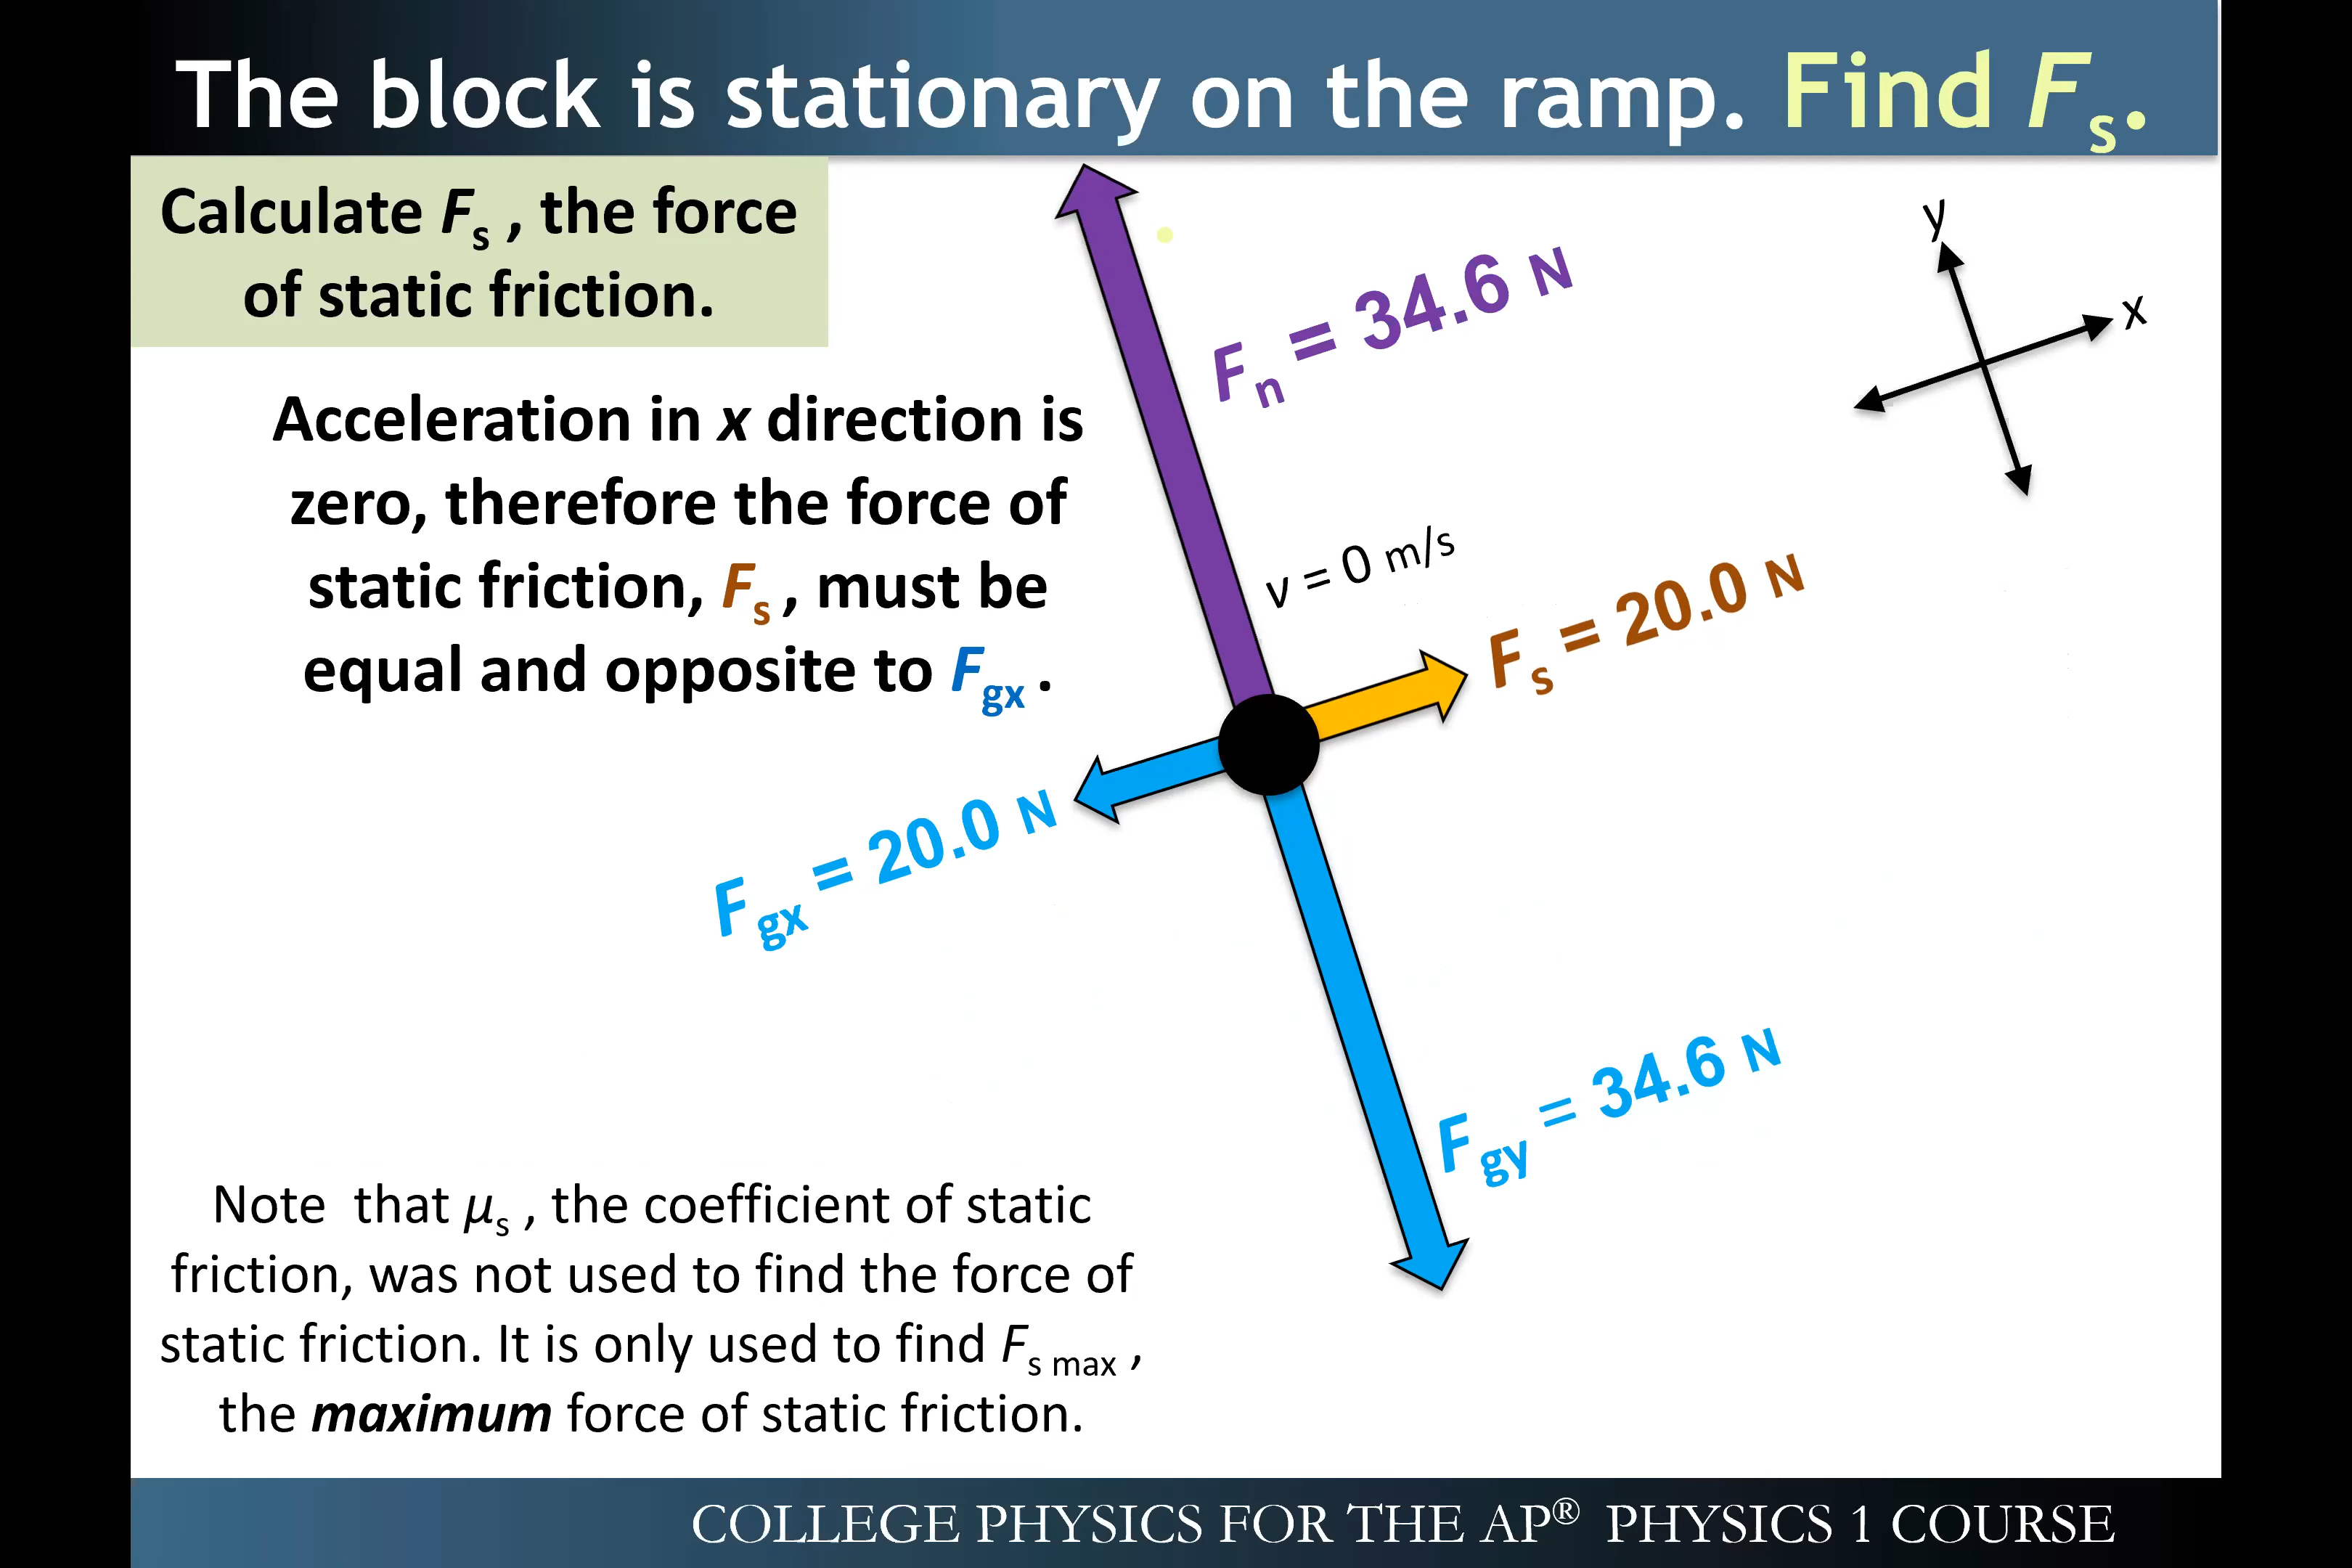 The block is stationary on the ramp. Find Fs.
Calculate Fs , the force
of static friction.
Acceleration in x direction is
zero, therefore the force of
static friction, Fs , must be
equal and opposite to Fgx .
Fn = 34.6 N
y
x
v = 0 m/s
Fs = 20.0 N
Fgx = 20.0 N
Fgy = 34.6 N
Note that μs , the coefficient of static
friction, was not used to find the force of
static friction. It is only used to find Fs max ,
the maximum force of static friction.
COLLEGE PHYSICS FOR THE AP® PHYSICS 1 COURSE